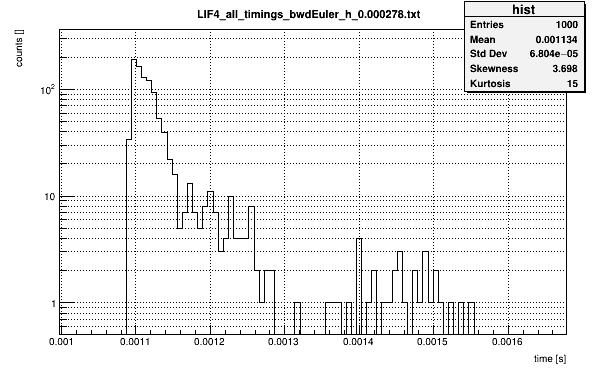 LIF4_all_timings_bwdEuler_h_0.000278.txt
hist
Entries 1000
Mean 0.001134
Std Dev 6.804e−05
Skewness 3.698
Kurtosis 15
counts []
10²
10
1
0.001 0.0011 0.0012 0.0013 0.0014 0.0015 0.0016
time [s]